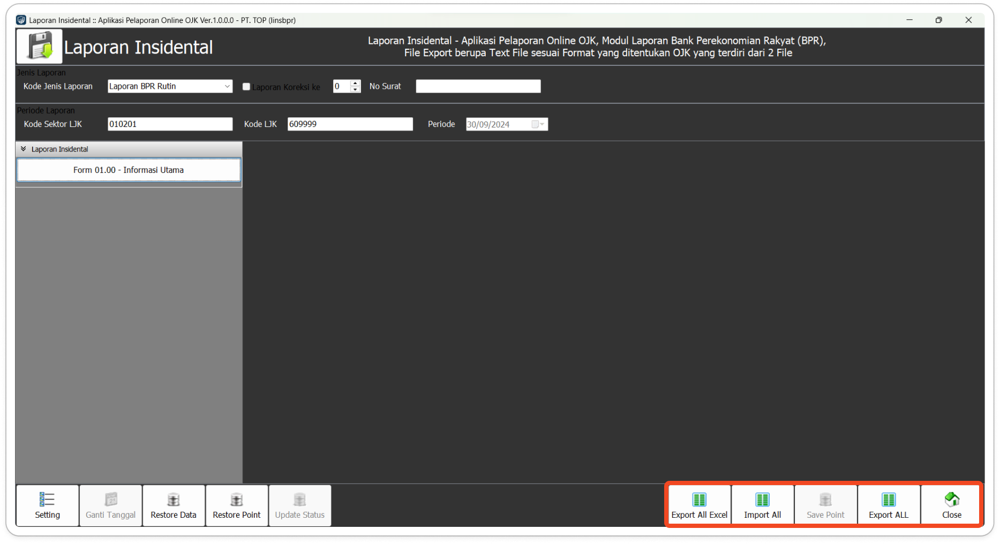 Laporan Insidental :: Aplikasi Pelaporan Online OJK Ver.1.0.0.0 - PT. TOP (linsbpr)
Laporan Insidental
Laporan Insidental - Aplikasi Pelaporan Online OJK, Modul Laporan Bank Perekonomian Rakyat (BPR),
File Export berupa Text File sesuai Format yang ditentukan OJK yang terdiri dari 2 File
Jenis Laporan
Kode Jenis Laporan Laporan BPR Rutin Laporan Koreksi ke 0 No Surat
Periode Laporan
Kode Sektor LJK 010201 Kode LJK 609999 Periode 30/09/2024
Laporan Insidental
Form 01.00 - Informasi Utama
Setting Ganti Tanggal Restore Data Restore Point Update Status Export All Excel Import All Save Point Export ALL Close